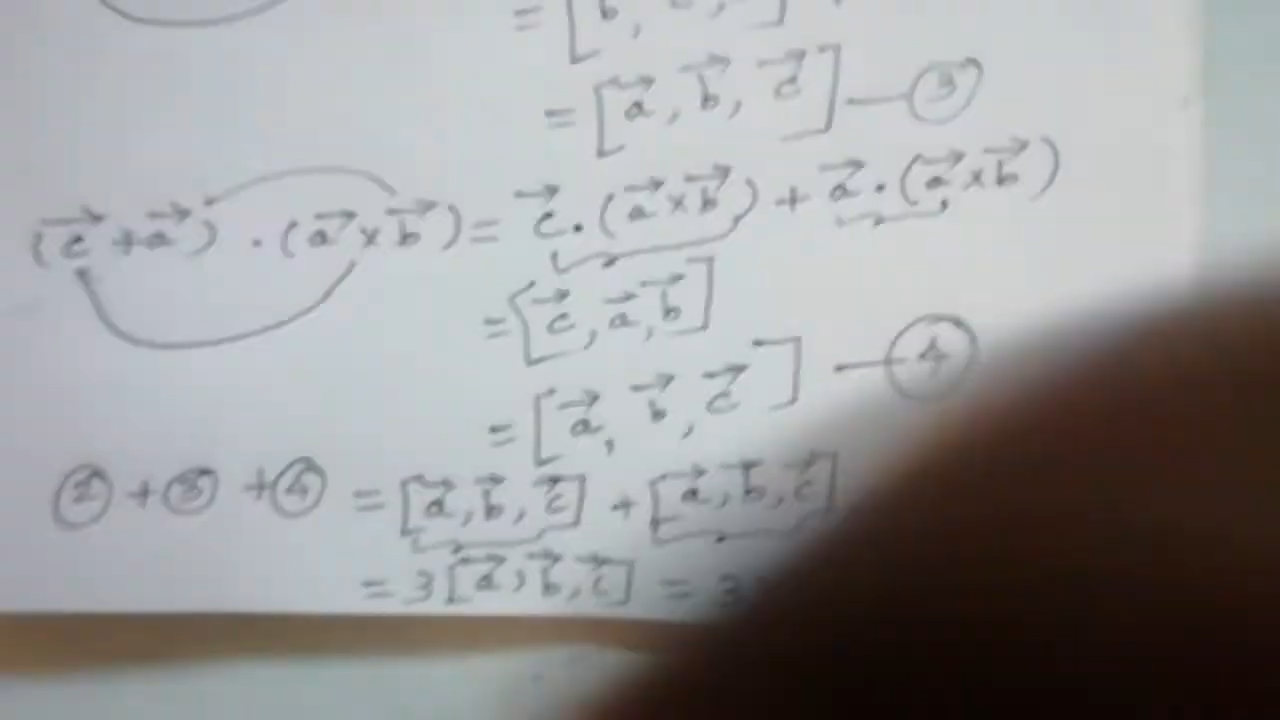 = [b,
= [a⃗, b⃗, c⃗] — ③
(c⃗ + a⃗) · (a⃗ × b⃗) = c⃗ · (a⃗ × b⃗) + a⃗ · (a⃗ × b⃗)
= [c⃗, a⃗, b⃗]
= [a⃗, b⃗, c⃗] — ④
② + ③ + ④ = [a⃗, b⃗, c⃗] + [a⃗, b⃗, c⃗]
= 3 [a⃗, b⃗, c⃗] = 3